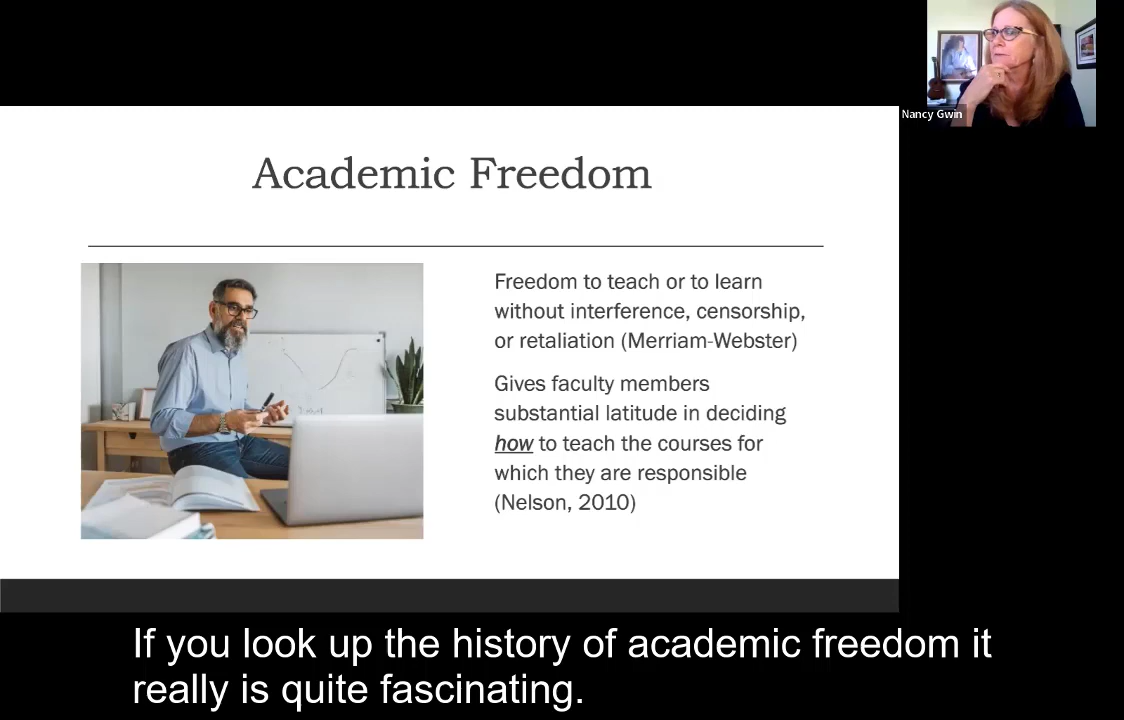 Nancy Gwin
Academic Freedom
Freedom to teach or to learn
without interference, censorship,
or retaliation (Merriam-Webster)
Gives faculty members
substantial latitude in deciding
how to teach the courses for
which they are responsible
(Nelson, 2010)
If you look up the history of academic freedom it
really is quite fascinating.